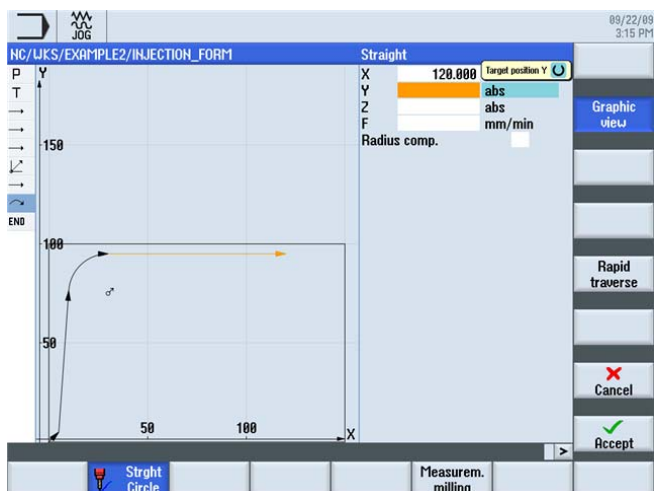 JOG
09/22/09
3:15 PM
NC/WKS/EXAMPLE2/INJECTION_FORM
Straight
P
T
END
Y
150
100
50
50
100
X
X 120.000 Target position Y
Y abs
Z abs
F mm/min
Radius comp.
Graphic
view
Rapid
traverse
Cancel
Accept
>
Strght
Circle
Measurem.
milling